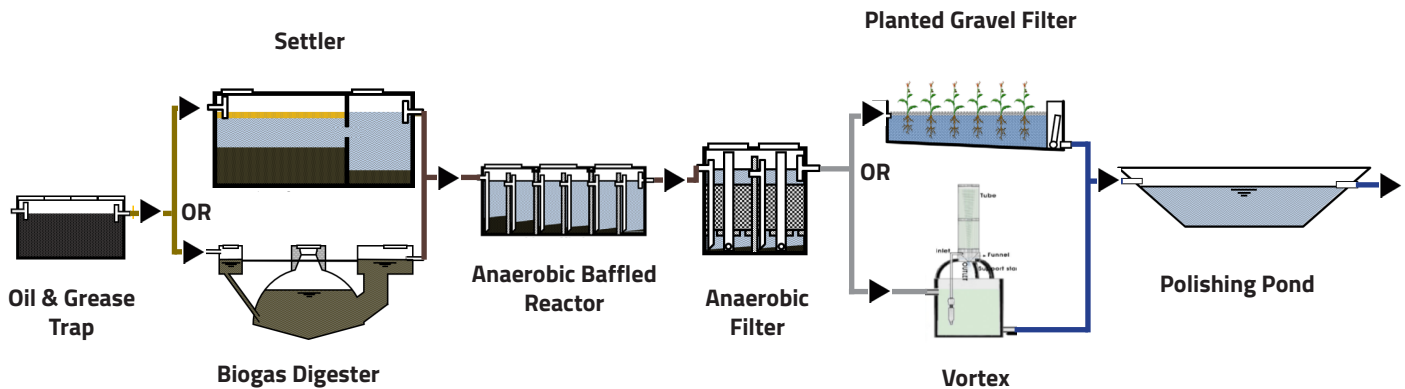 Planted Gravel Filter
Settler
OR
OR
Tube
inlet
Funnel
Oil & Grease
Trap
Anaerobic Baffled
Reactor
Anaerobic
Filter
Polishing Pond
Biogas Digester
Vortex